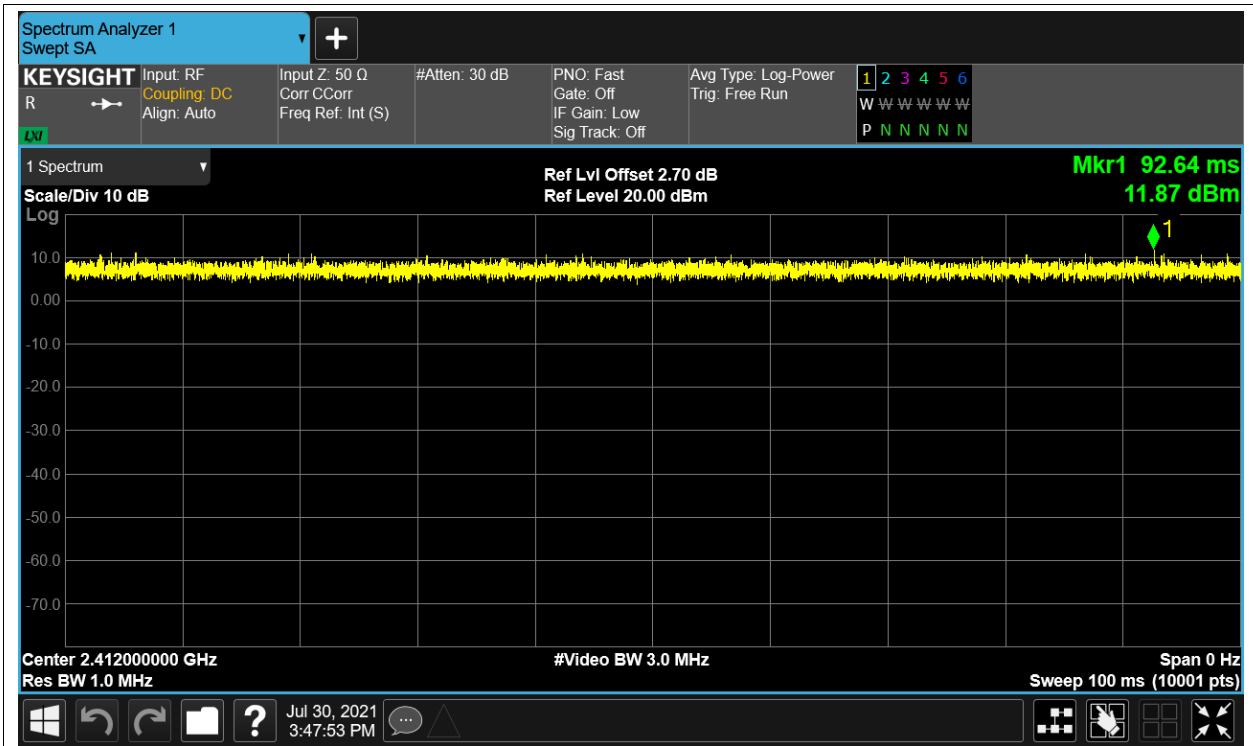 Spectrum Analyzer 1
Swept SA
+
KEYSIGHT
R
LXI
Input: RF
Coupling: DC
Align: Auto
Input Z: 50 Ω
Corr CCorr
Freq Ref: Int (S)
#Atten: 30 dB
PNO: Fast
Gate: Off
IF Gain: Low
Sig Track: Off
Avg Type: Log-Power
Trig: Free Run
1 2 3 4 5 6
W W W W W W
P N N N N N
1 Spectrum
Scale/Div 10 dB
Log
Ref Lvl Offset 2.70 dB
Ref Level 20.00 dBm
Mkr1 92.64 ms
11.87 dBm
1
10.0
0.00
-10.0
-20.0
-30.0
-40.0
-50.0
-60.0
-70.0
Center 2.412000000 GHz
Res BW 1.0 MHz
#Video BW 3.0 MHz
Span 0 Hz
Sweep 100 ms (10001 pts)
?
Jul 30, 2021
3:47:53 PM